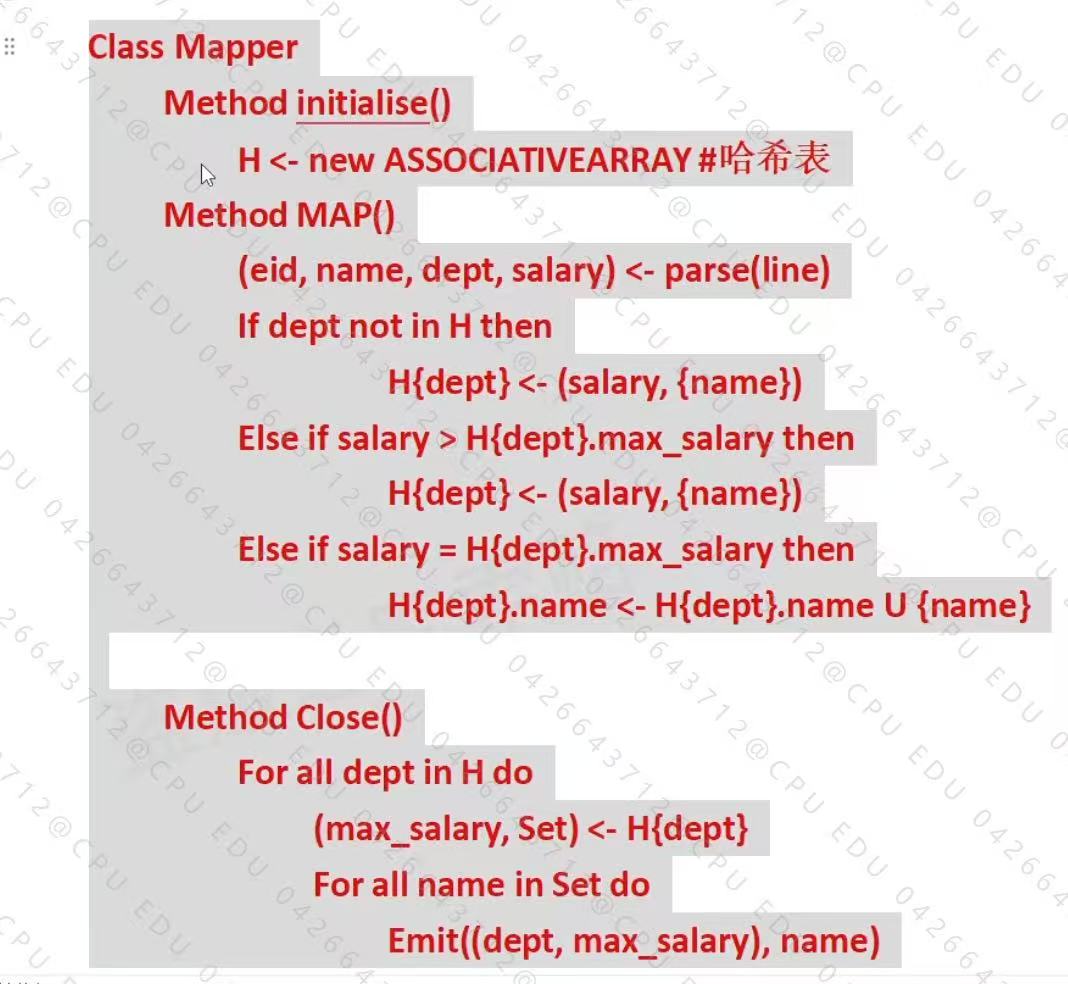 Class Mapper
Method initialise()
H <- new ASSOCIATIVEARRAY #哈希表
Method MAP()
(eid, name, dept, salary) <- parse(line)
If dept not in H then
H{dept} <- (salary, {name})
Else if salary > H{dept}.max_salary then
H{dept} <- (salary, {name})
Else if salary = H{dept}.max_salary then
H{dept}.name <- H{dept}.name U {name}
Method Close()
For all dept in H do
(max_salary, Set) <- H{dept}
For all name in Set do
Emit((dept, max_salary), name)
0426643712@CPU EDU